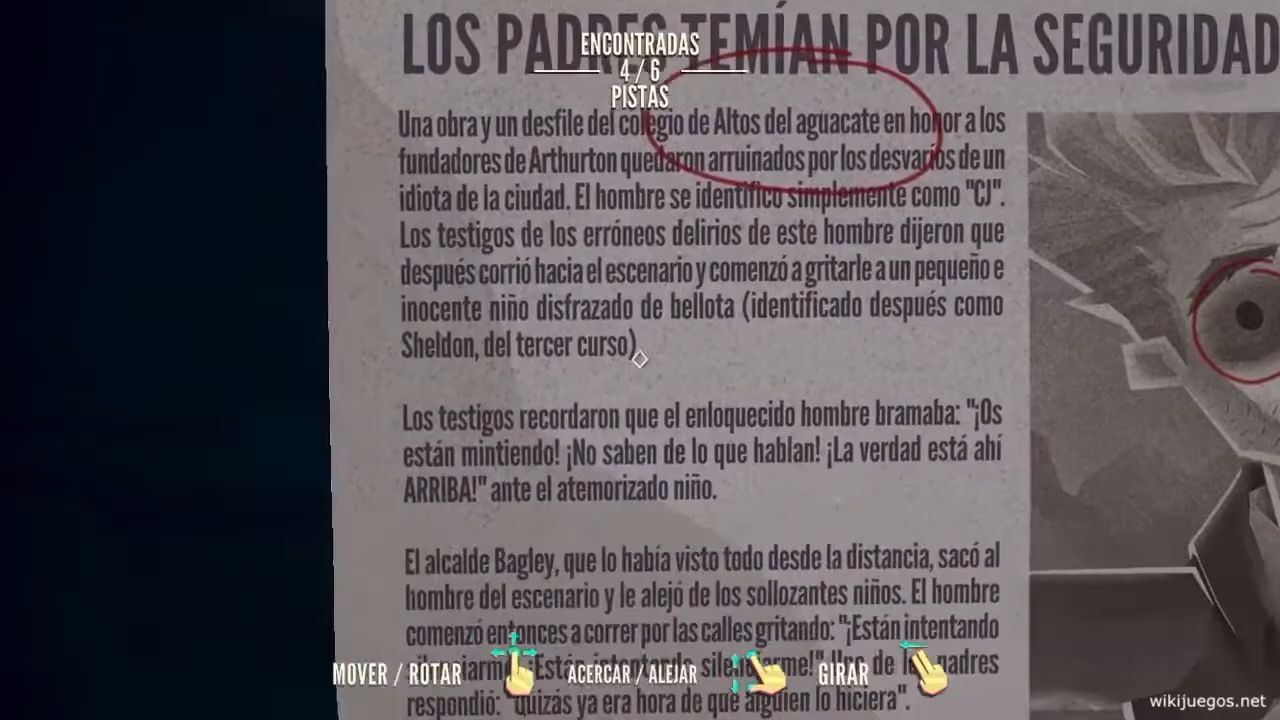 LOS PADRES TEMÍAN POR LA SEGURIDAD
ENCONTRADAS
4 / 6
PISTAS
Una obra y un desfile del colegio de Altos del aguacate en honor a los
fundadores de Arthurton quedaron arruinados por los desvaríos de un
idiota de la ciudad. El hombre se identificó simplemente como "CJ".
Los testigos de los erróneos delirios de este hombre dijeron que
después corrió hacia el escenario y comenzó a gritarle a un pequeño e
inocente niño disfrazado de bellota (identificado después como
Sheldon, del tercer curso)
Los testigos recordaron que el enloquecido hombre bramaba: "¡Os
están mintiendo! ¡No saben de lo que hablan! ¡La verdad está ahí
ARRIBA!" ante el atemorizado niño.
El alcalde Bagley, que lo había visto todo desde la distancia, sacó al
hombre del escenario y le alejó de los sollozantes niños. El hombre
comenzó entonces a correr por las calles gritando: "¡Están intentando
¡Están intentando silenciarme!" Uno de los padres
MOVER / ROTAR ACERCAR / ALEJAR GIRAR
respondió: "Quizás ya era hora de que alguien lo hiciera".
wikijuegos.net